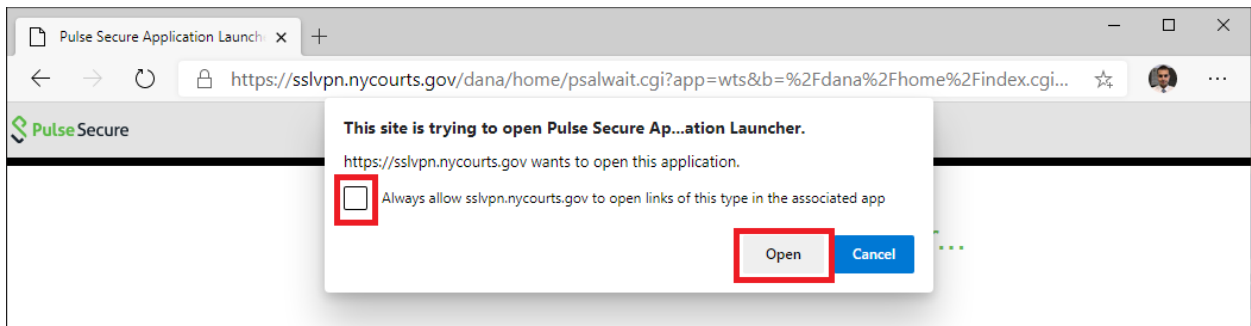 Pulse Secure Application Launch
https://sslvpn.nycourts.gov/dana/home/psalwait.cgi?app=wts&b=%2Fdana%2Fhome%2Findex.cgi...
Pulse Secure
This site is trying to open Pulse Secure Ap...ation Launcher.
https://sslvpn.nycourts.gov wants to open this application.
Always allow sslvpn.nycourts.gov to open links of this type in the associated app
Open Cancel